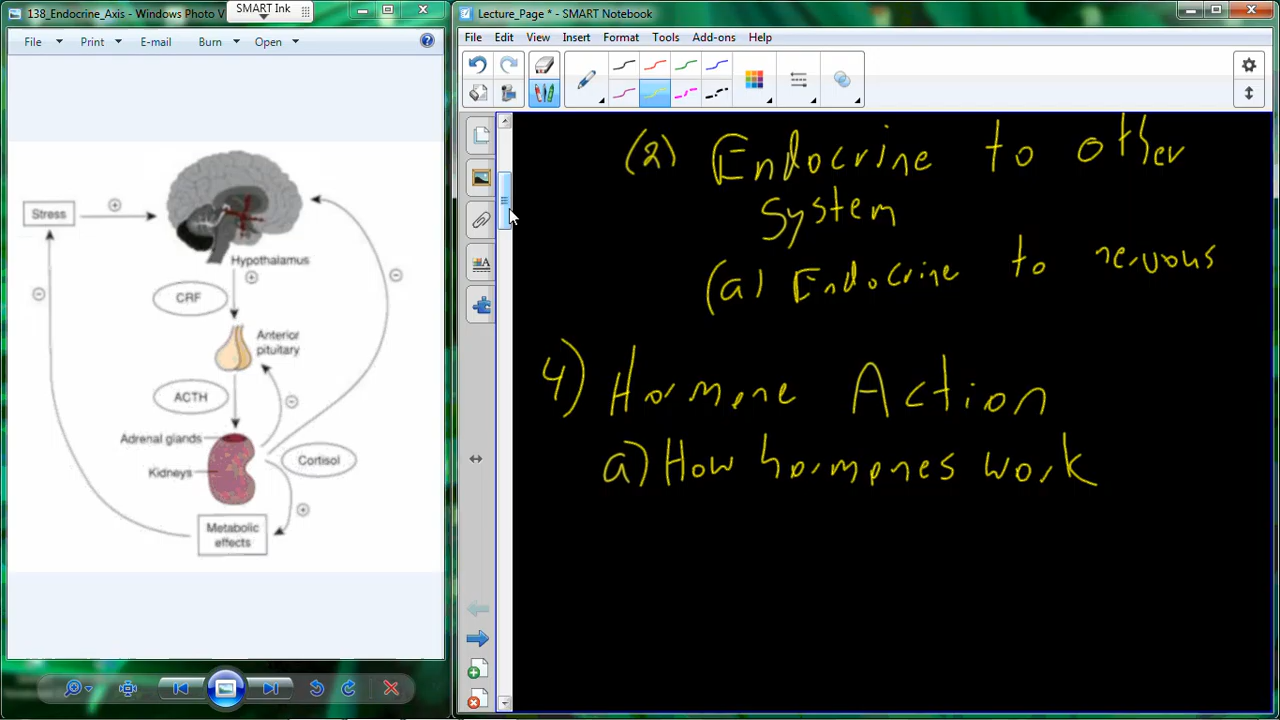 138_Endocrine_Axis - Windows Photo V
SMART Ink
File Print E-mail Burn Open
Stress
Hypothalamus
CRF
Anterior
pituitary
ACTH
Adrenal glands
Cortisol
Kidneys
Metabolic
effects
Lecture_Page * - SMART Notebook
File Edit View Insert Format Tools Add-ons Help
(2) Endocrine to other
System
(a) Endocrine to nervous
4) Hormone Action
a) How hormones work